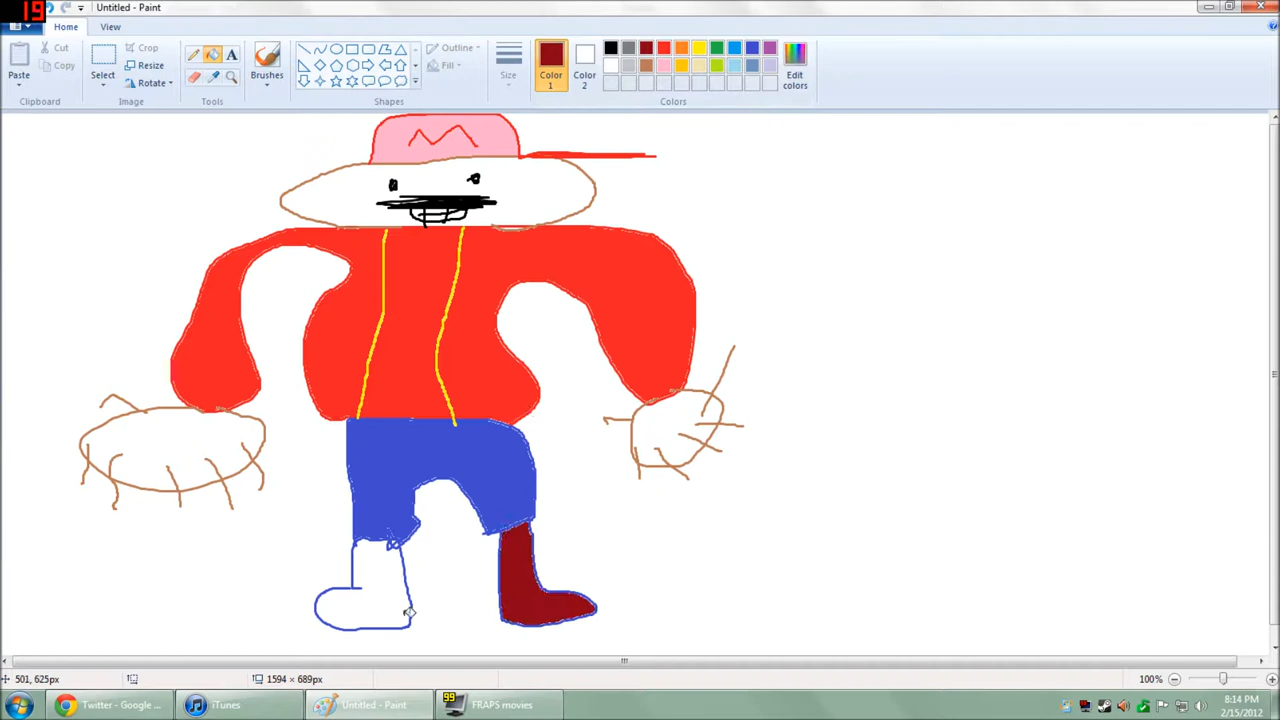 19
Untitled - Paint
Home View
Paste
Cut
Copy
Clipboard
Select
Crop
Resize
Rotate
Image
Tools
Brushes
Shapes
Outline
Fill
Size
Color 1
Color 2
Edit colors
Colors
M
501, 625px
1594 × 689px
100%
Twitter - Google ...
iTunes
Untitled - Paint
99
FRAPS movies
8:14 PM
2/15/2012